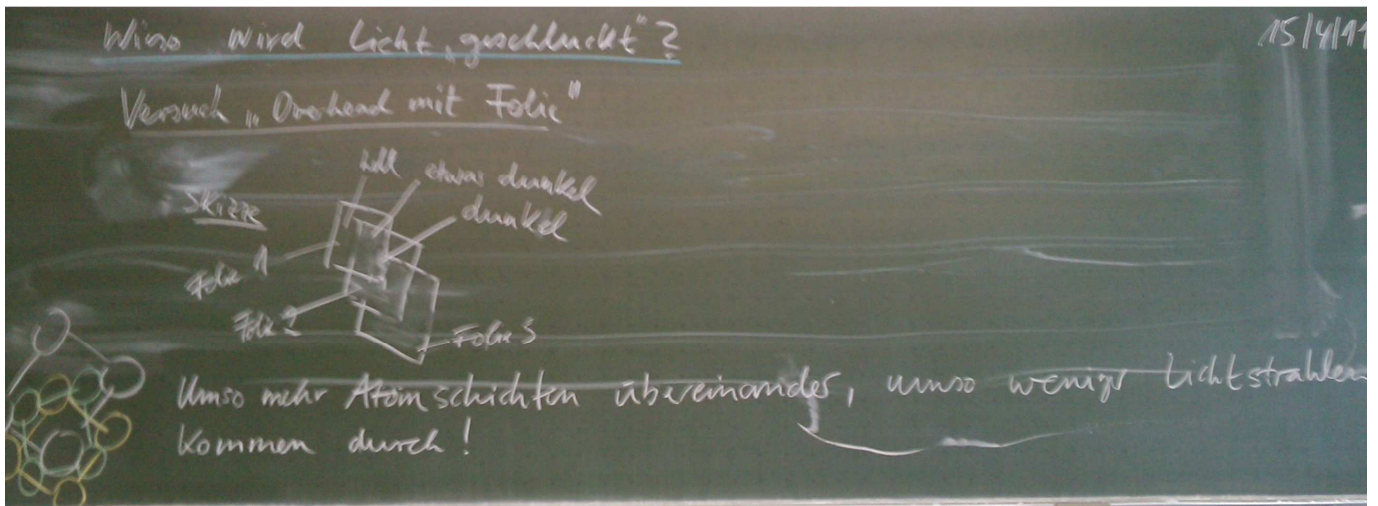 Wieso wird Licht „geschluckt"?
15/4/11
Versuch „Overhead mit Folie"
Skizze
hell
etwas dunkel
dunkel
Folie 1
Folie 2
Folie 3
Umso mehr Atomschichten übereinander, umso weniger Lichtstrahlen
kommen durch!